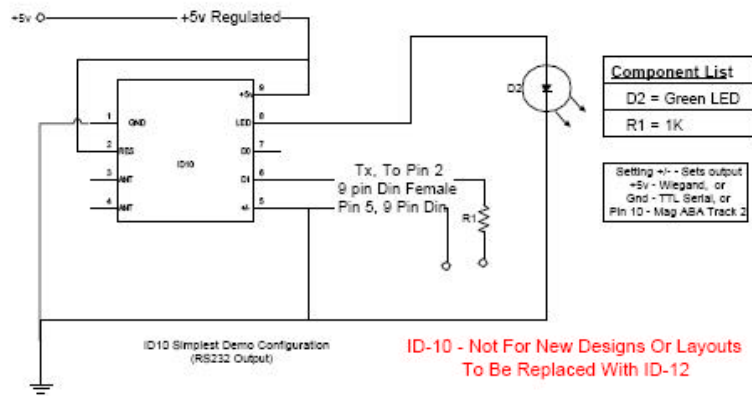 +5v
+5v Regulated
9
+5v
1
GND
LED
8
2
RES
D0
7
ID10
3
ANT
D1
6
4
ANT
+/-
5
Tx, To Pin 2
9 pin Din Female
Pin 5, 9 Pin Din
R1
D2
Component List
D2 = Green LED
R1 = 1K
Setting +/- - Sets output
+5v - Wiegand, or
Gnd - TTL Serial, or
Pin 10 - Mag ABA Track 2
ID10 Simplest Demo Configuration
(RS232 Output)
ID-10 - Not For New Designs Or Layouts
To Be Replaced With ID-12